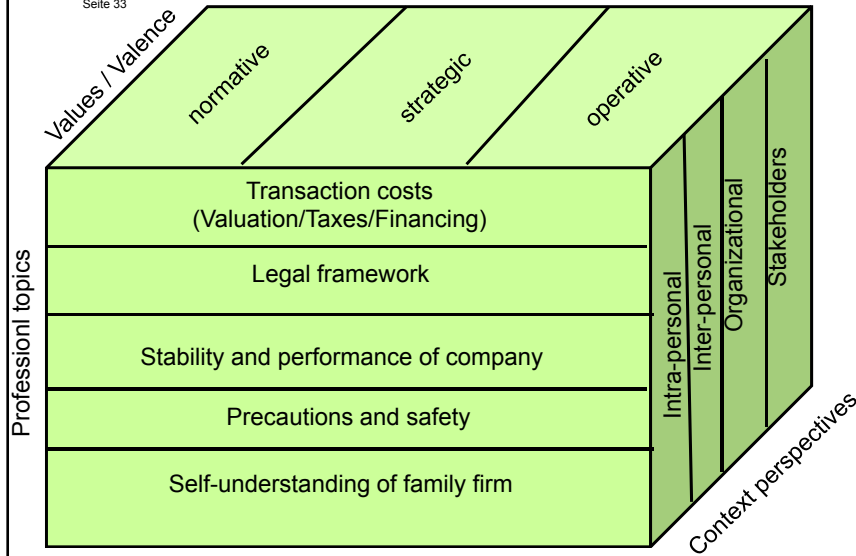 Seite 33
Values / Valence
normative
strategic
operative
Transaction costs
(Valuation/Taxes/Financing)
Legal framework
Stability and performance of company
Precautions and safety
Self-understanding of family firm
Professionl topics
Intra-personal
Inter-personal
Organizational
Stakeholders
Context perspectives